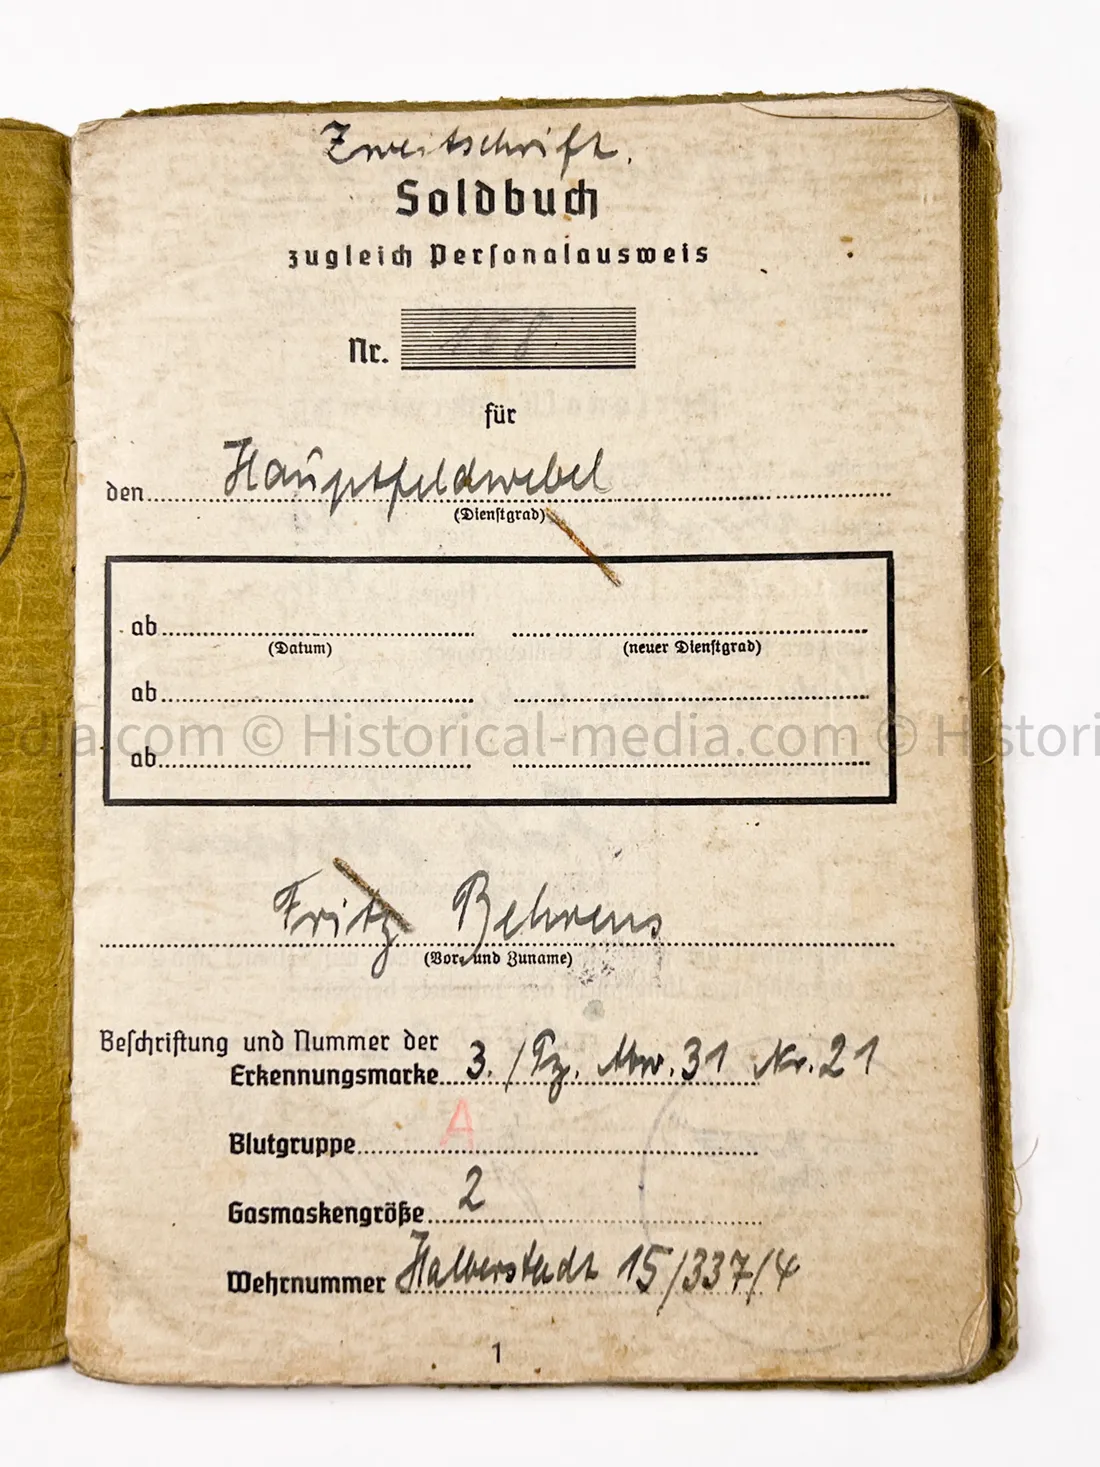 Zweitschrift.
Soldbuch
zugleich Personalausweis
Nr. 158
für
den Hauptfeldwebel
(Dienstgrad)
ab
(Datum) (neuer Dienstgrad)
ab
ab
edia.com © Historical-media.com © Histori
Fritz Behrens
(Vor- und Zuname)
Beschriftung und Nummer der
Erkennungsmarke 3./Pz. Abw. 31 Nr. 21
Blutgruppe A
Gasmaskengröße 2
Wehrnummer Halberstadt 15/337/4
1